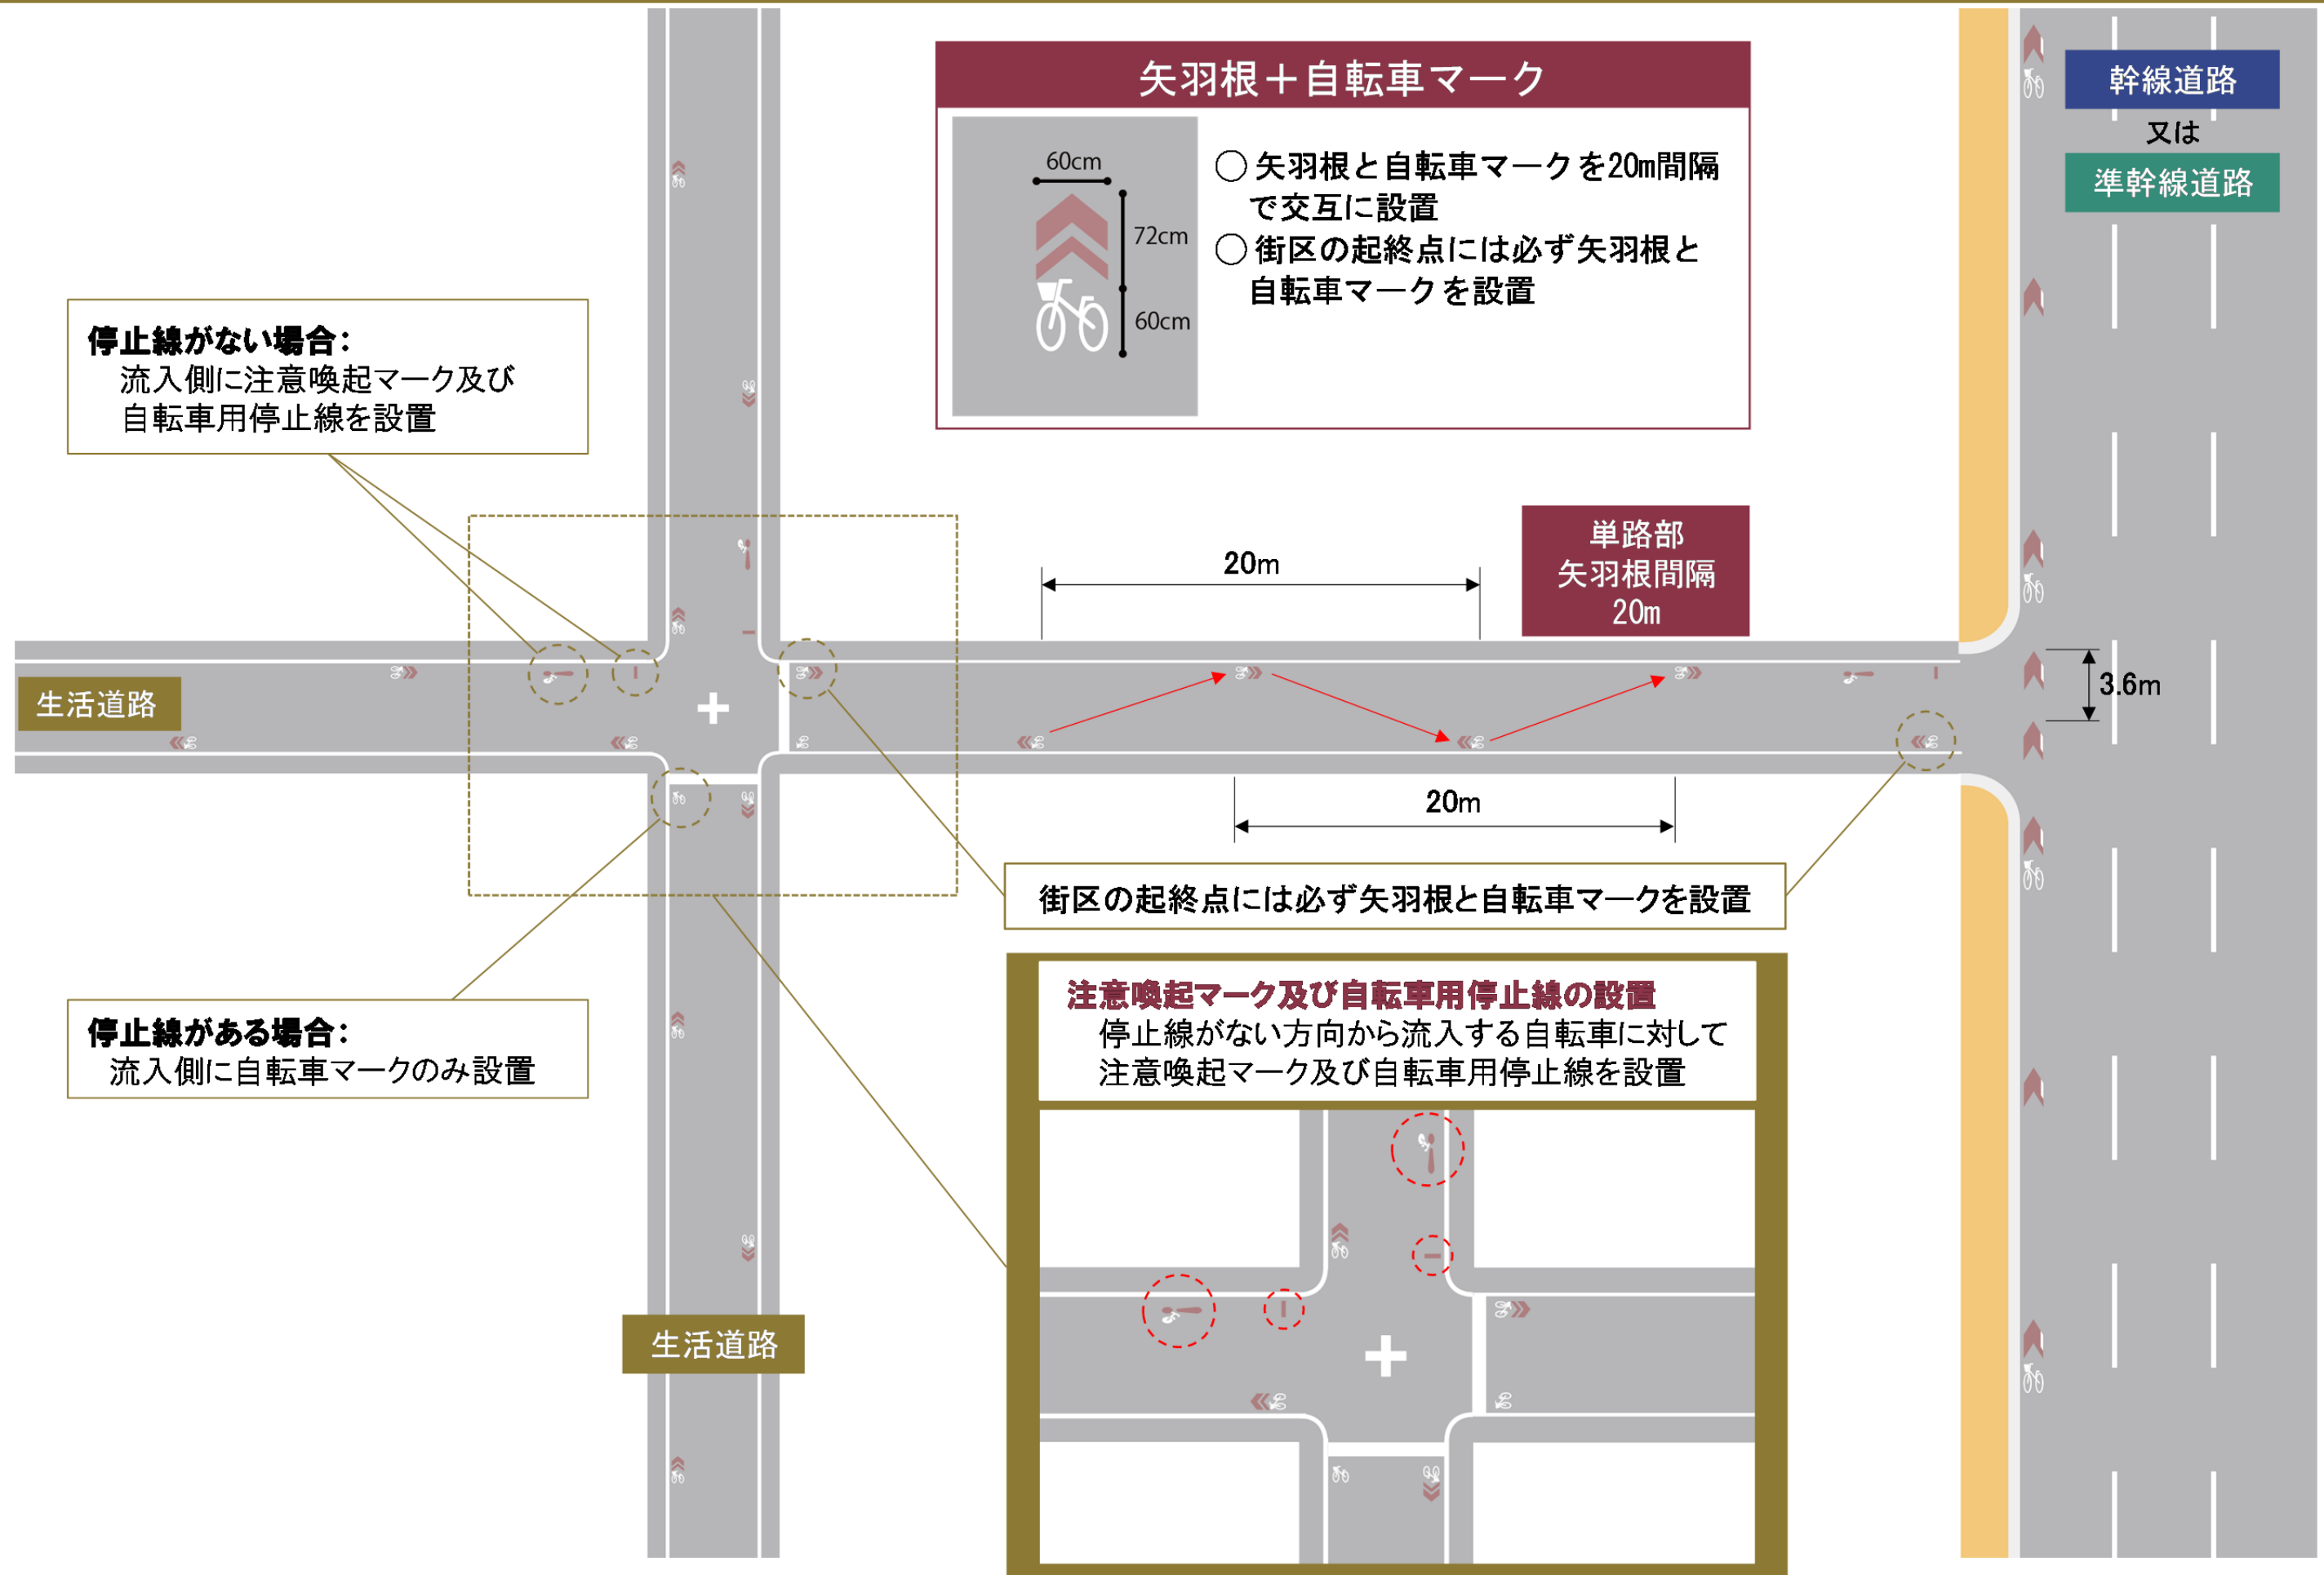 矢羽根＋自転車マーク
60cm
72cm
60cm
○ 矢羽根と自転車マークを20m間隔
で交互に設置
○ 街区の起終点には必ず矢羽根と
自転車マークを設置
幹線道路
又は
準幹線道路
停止線がない場合：
流入側に注意喚起マーク及び
自転車用停止線を設置
20m
単路部
矢羽根間隔
20m
生活道路
3.6m
20m
街区の起終点には必ず矢羽根と自転車マークを設置
停止線がある場合：
流入側に自転車マークのみ設置
注意喚起マーク及び自転車用停止線の設置
停止線がない方向から流入する自転車に対して
注意喚起マーク及び自転車用停止線を設置
生活道路